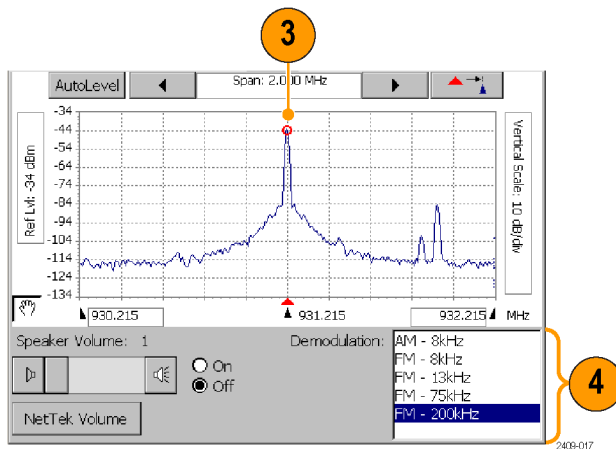 3
AutoLevel
Span: 2.000 MHz
Ref Lvl: -34 dBm
-34
-44
-54
-64
-74
-84
-94
-104
-114
-124
-134
Vertical Scale: 10 dB/div
930.215
931.215
932.215
MHz
Speaker Volume: 1
On
Off
NetTek Volume
Demodulation:
AM - 8kHz
FM - 8kHz
FM - 13kHz
FM - 75kHz
FM - 200kHz
4
2409-017